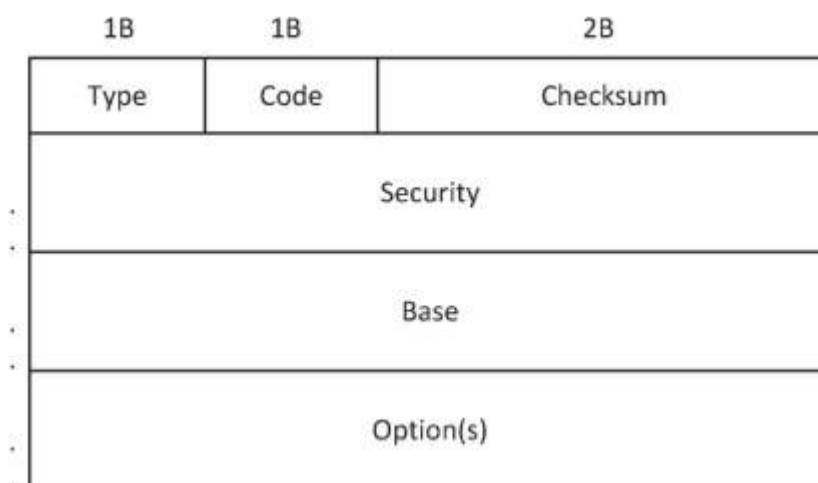 1B 1B 2B
Type Code Checksum
Security
Base
Option(s)